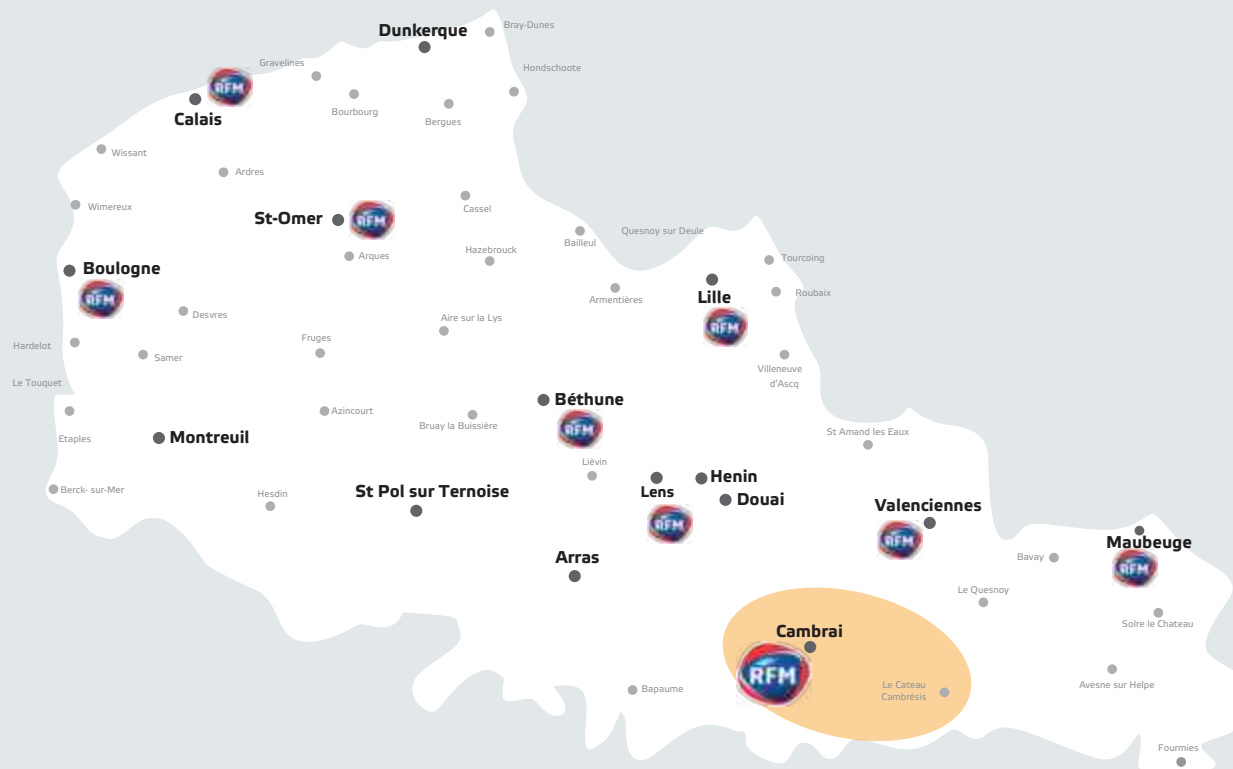 Dunkerque
Bray-Dunes
Gravelines
Hondschoote
RFM
Calais
Bourbourg
Bergues
Wissant
Ardres
Wimereux
Cassel
St-Omer
RFM
Bailleul
Quesnoy sur Deule
Hazebrouck
Arques
Tourcoing
Boulogne
RFM
Armentières
Lille
RFM
Roubaix
Desvres
Aire sur la Lys
Hardelot
Samer
Fruges
Villeneuve
d'Ascq
Le Touquet
Béthune
RFM
Azincourt
Bruay la Buissière
Etaples
Montreuil
St Amand les Eaux
Lièvin
Berck- sur-Mer
Hesdin
St Pol sur Ternoise
Lens
RFM
Henin
Douai
Valenciennes
RFM
Maubeuge
RFM
Arras
Bavay
Le Quesnoy
Solre le Chateau
Cambrai
RFM
Le Cateau
Cambrésis
Bapaume
Avesne sur Helpe
Fourmies